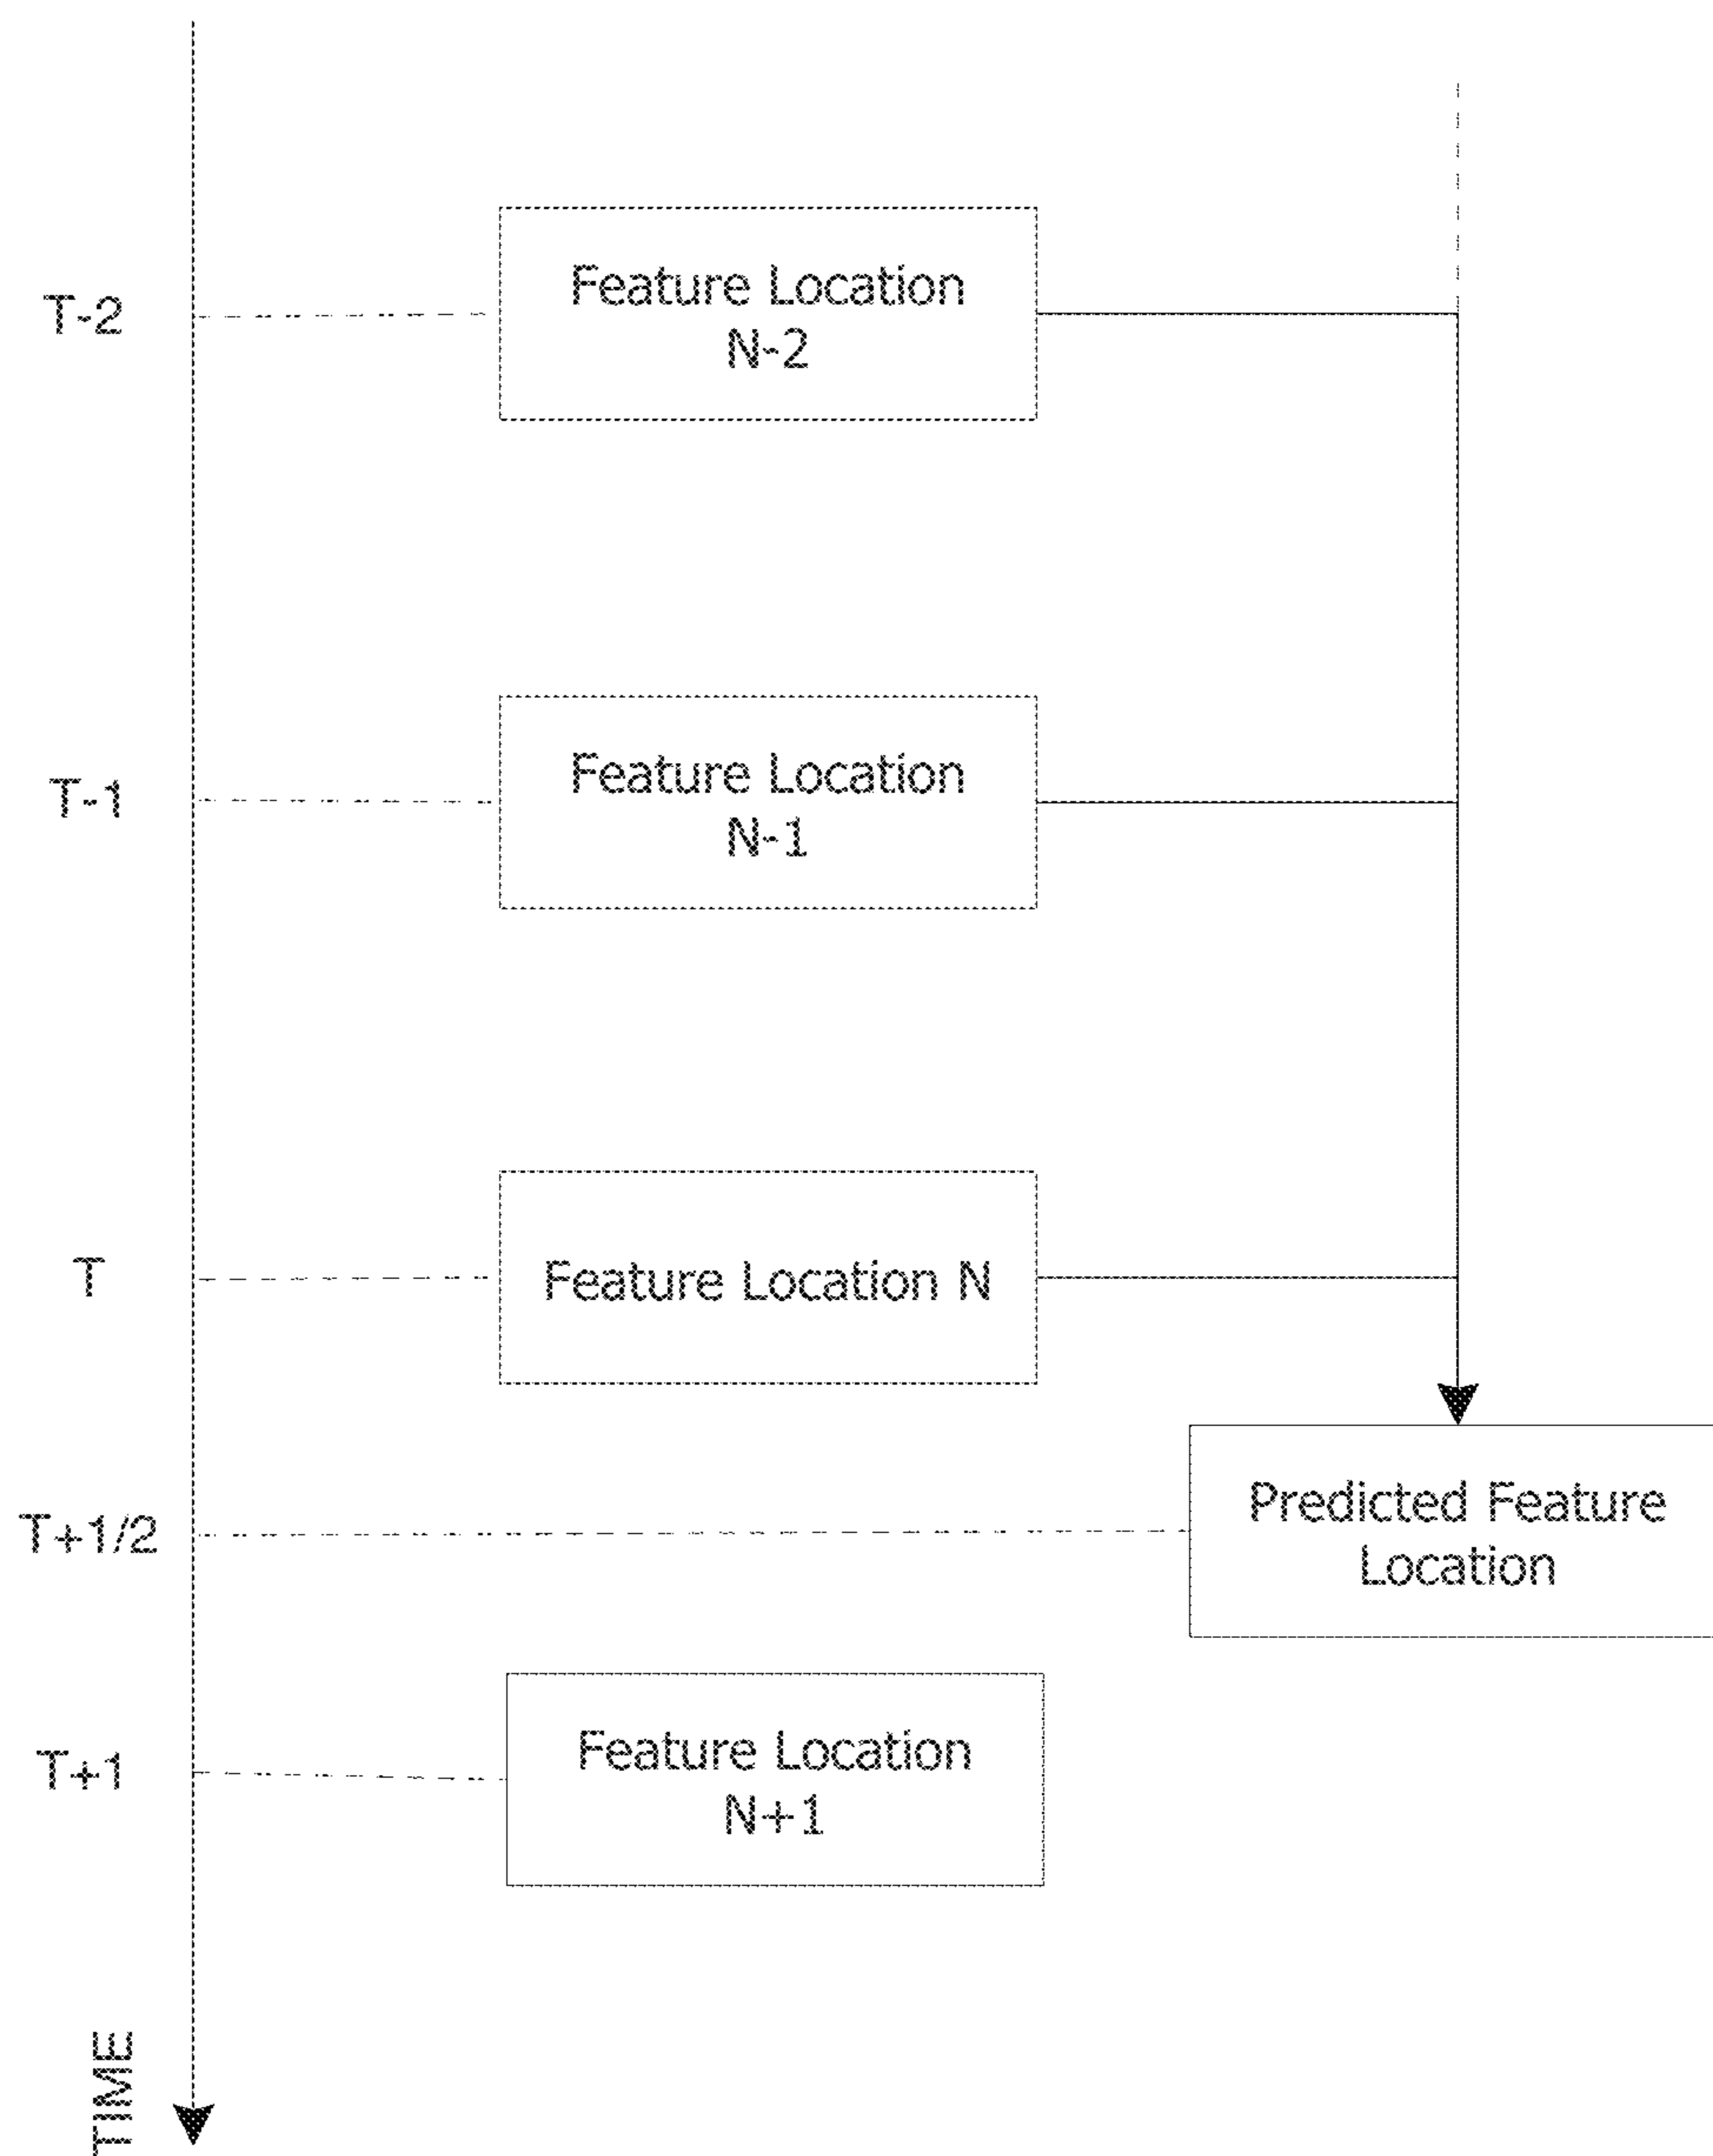 T-2
Feature Location
N-2
T-1
Feature Location
N-1
T
Feature Location N
T+1/2
Predicted Feature
Location
T+1
Feature Location
N+1
TIME